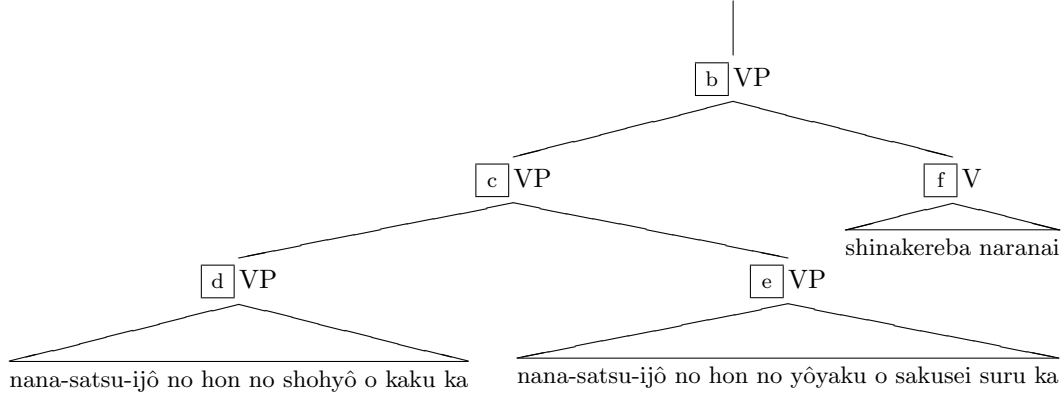 b VP
c VP
f V
shinakereba naranai
d VP
e VP
nana-satsu-ijô no hon no shohyô o kaku ka
nana-satsu-ijô no hon no yôyaku o sakusei suru ka